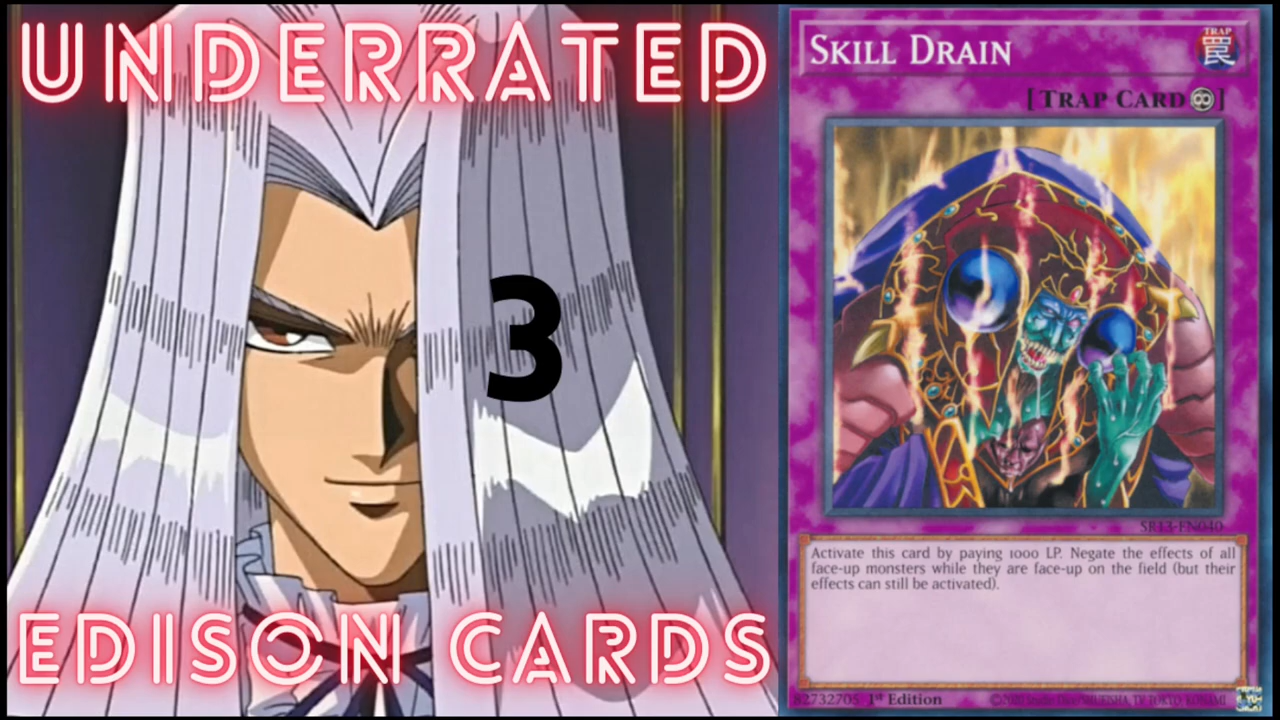 UNDERRATED
3
EDISON CARDS
SKILL DRAIN
TRAP
罠
[TRAP CARD♾]
SR13-EN040
Activate this card by paying 1000 LP. Negate the effects of all
face-up monsters while they are face-up on the field (but their
effects can still be activated).
82732705 1st Edition